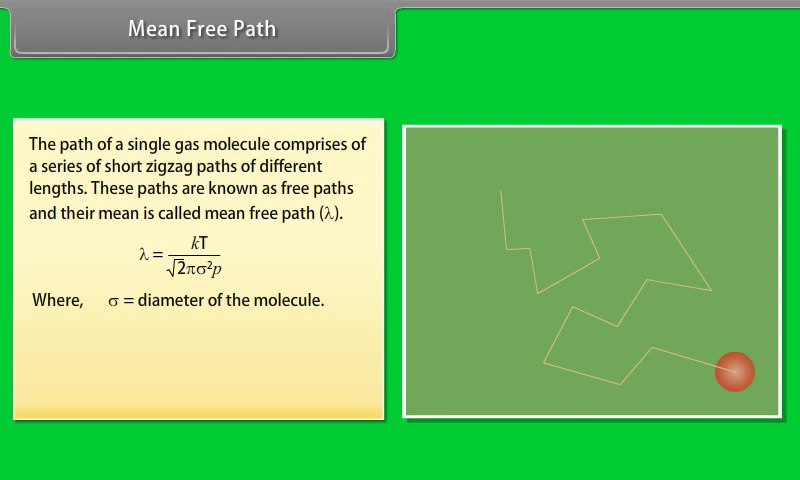 Mean Free Path
The path of a single gas molecule comprises of
a series of short zigzag paths of different
lengths. These paths are known as free paths
and their mean is called mean free path (λ).
λ = kT / √2πσ²p
Where, σ = diameter of the molecule.